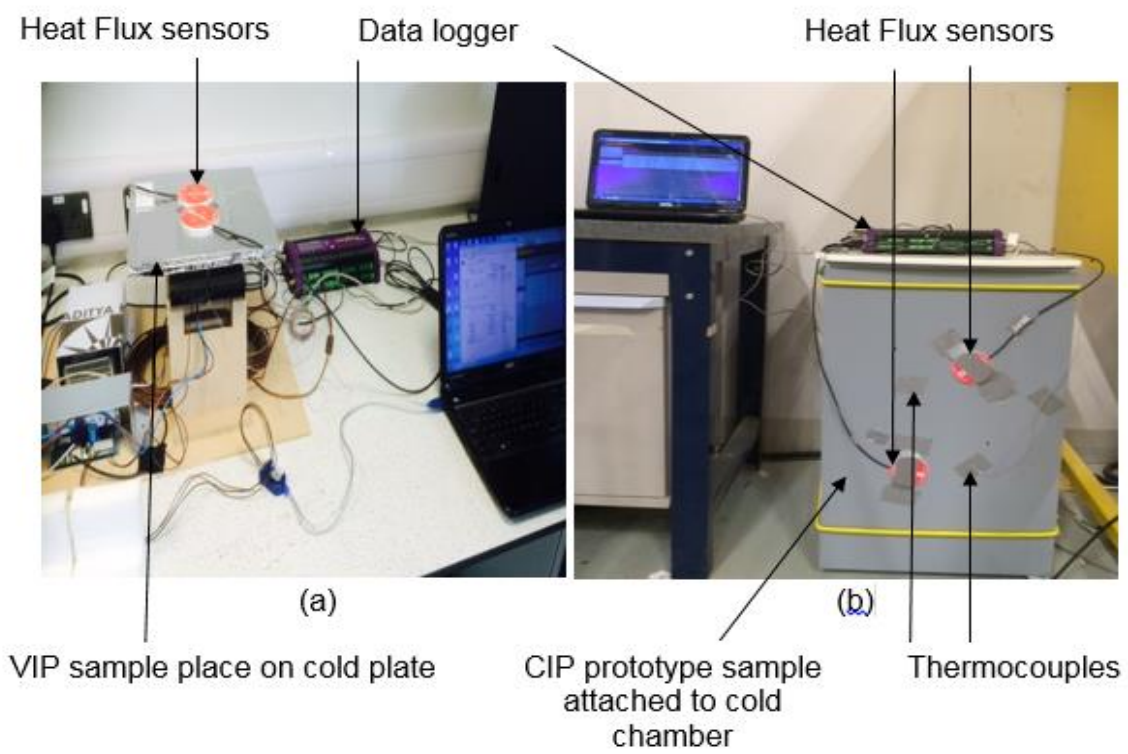 Heat Flux sensors
Data logger
Heat Flux sensors
ADITYA
(a)
(b)
VIP sample place on cold plate
CIP prototype sample
attached to cold
chamber
Thermocouples